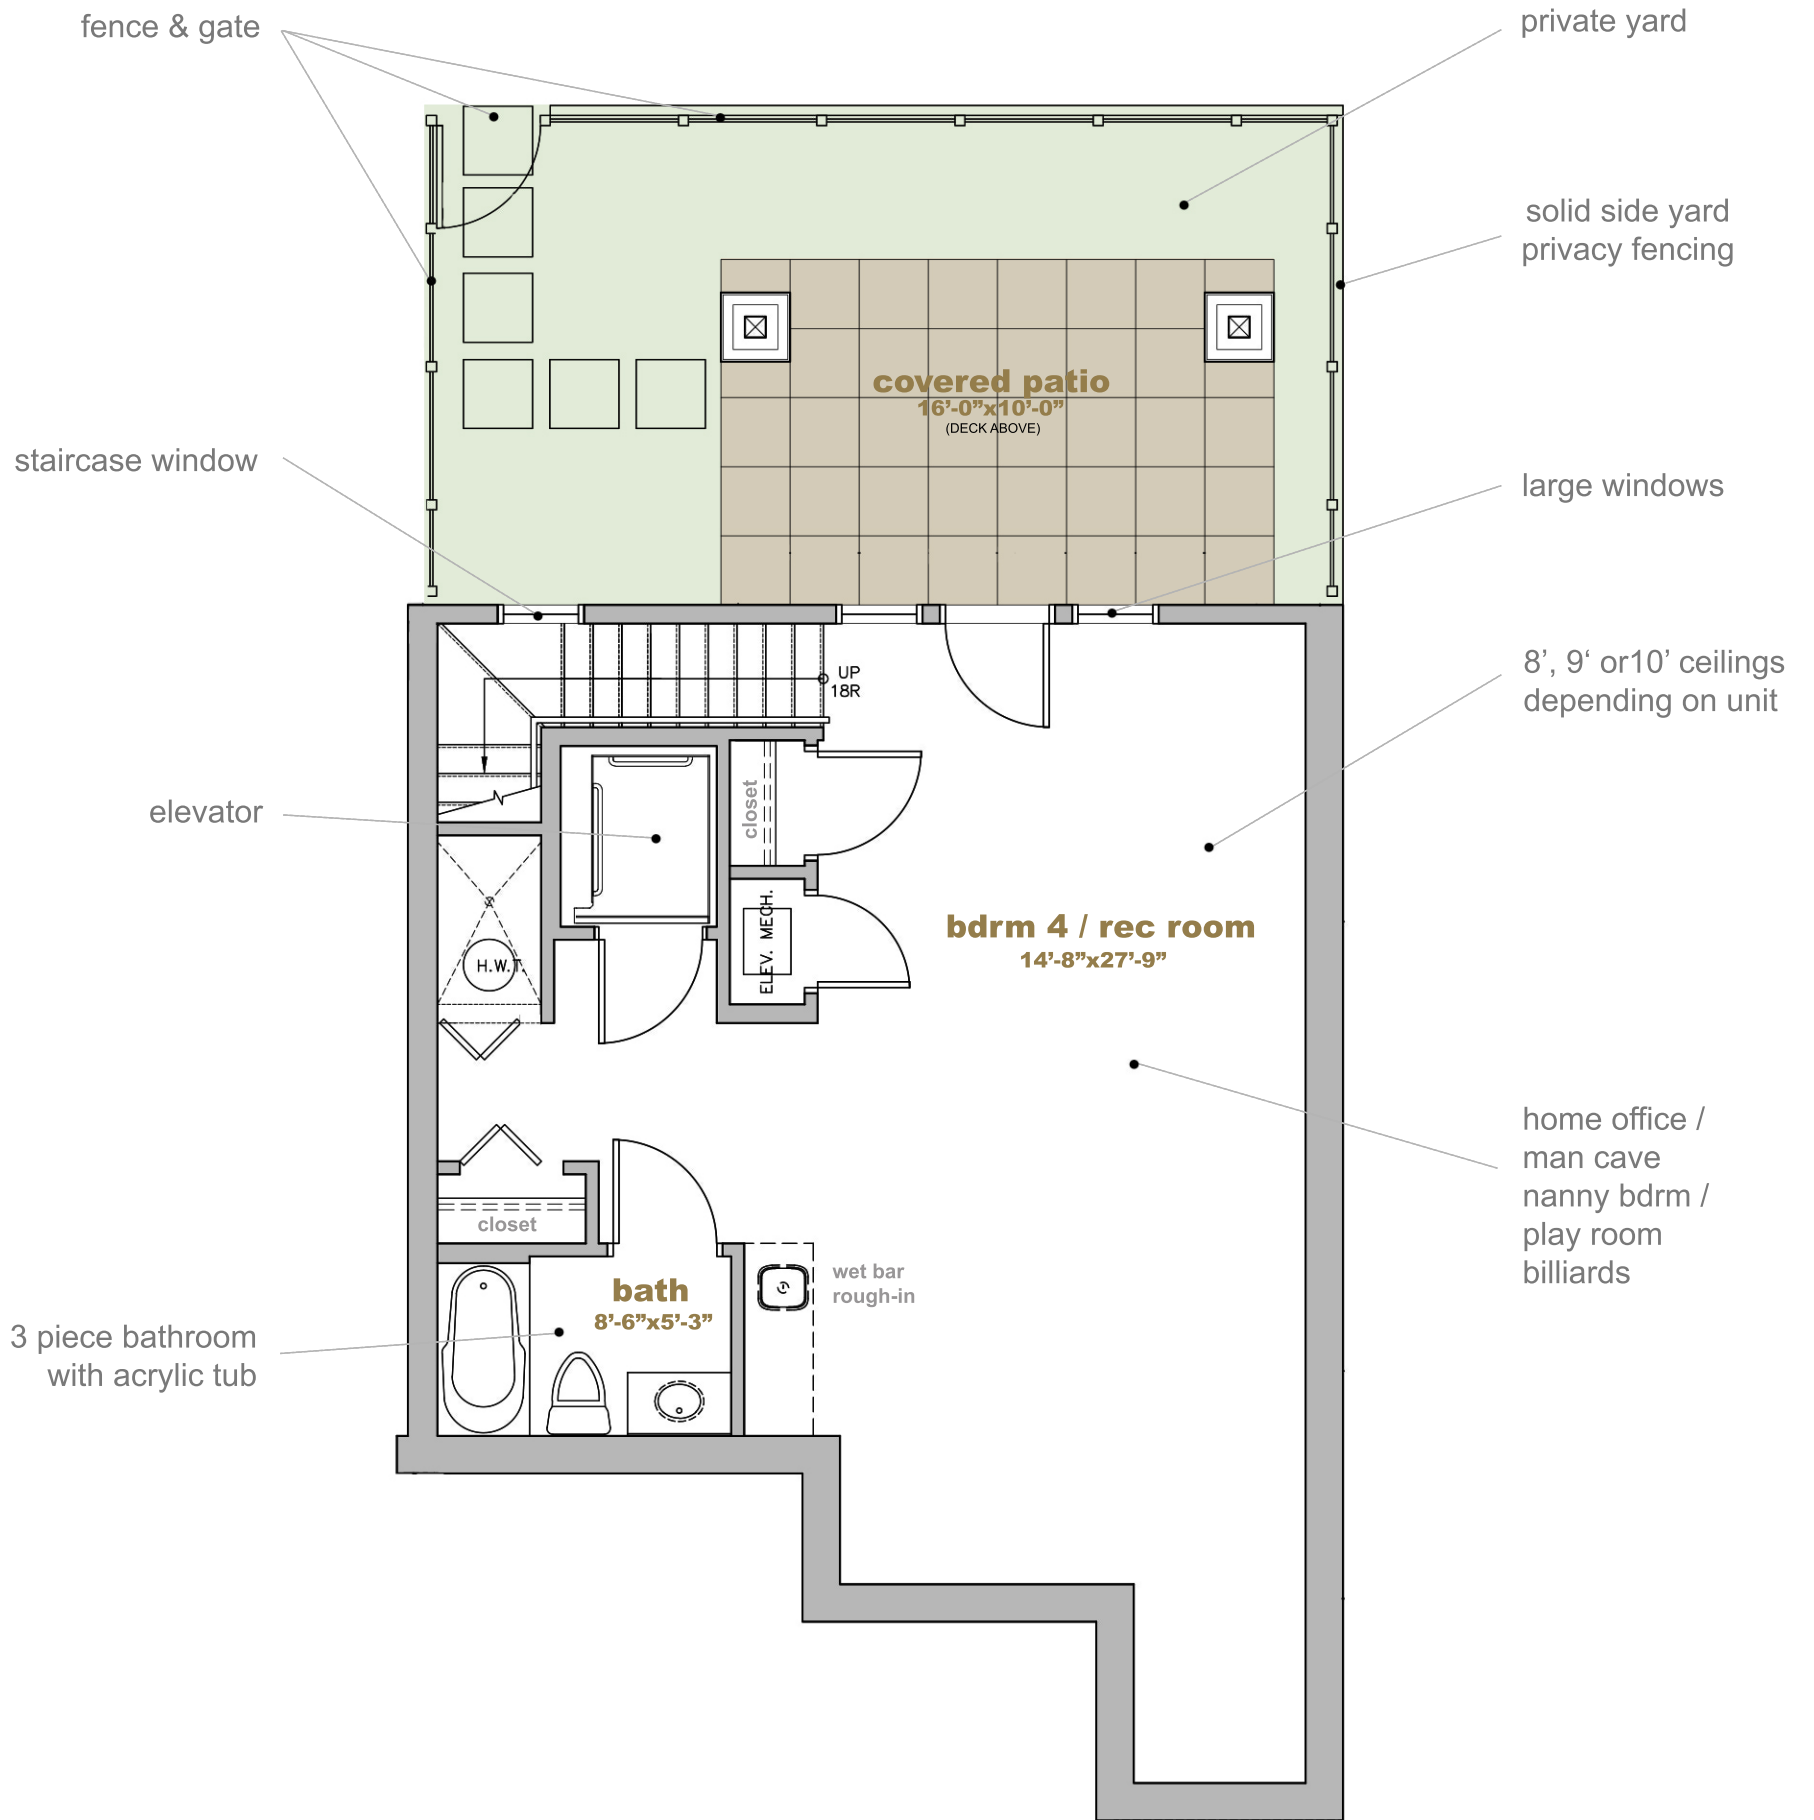 fence & gate
private yard
solid side yard
privacy fencing
covered patio
16’-0”x10’-0”
(DECK ABOVE)
staircase window
large windows
UP
18R
8’, 9‘ or10’ ceilings
depending on unit
closet
elevator
ELEV. MECH.
bdrm 4 / rec room
14’-8”x27’-9”
H.W.T.
home office /
man cave
nanny bdrm /
play room
billiards
closet
wet bar
rough-in
bath
8’-6”x5’-3”
3 piece bathroom
with acrylic tub